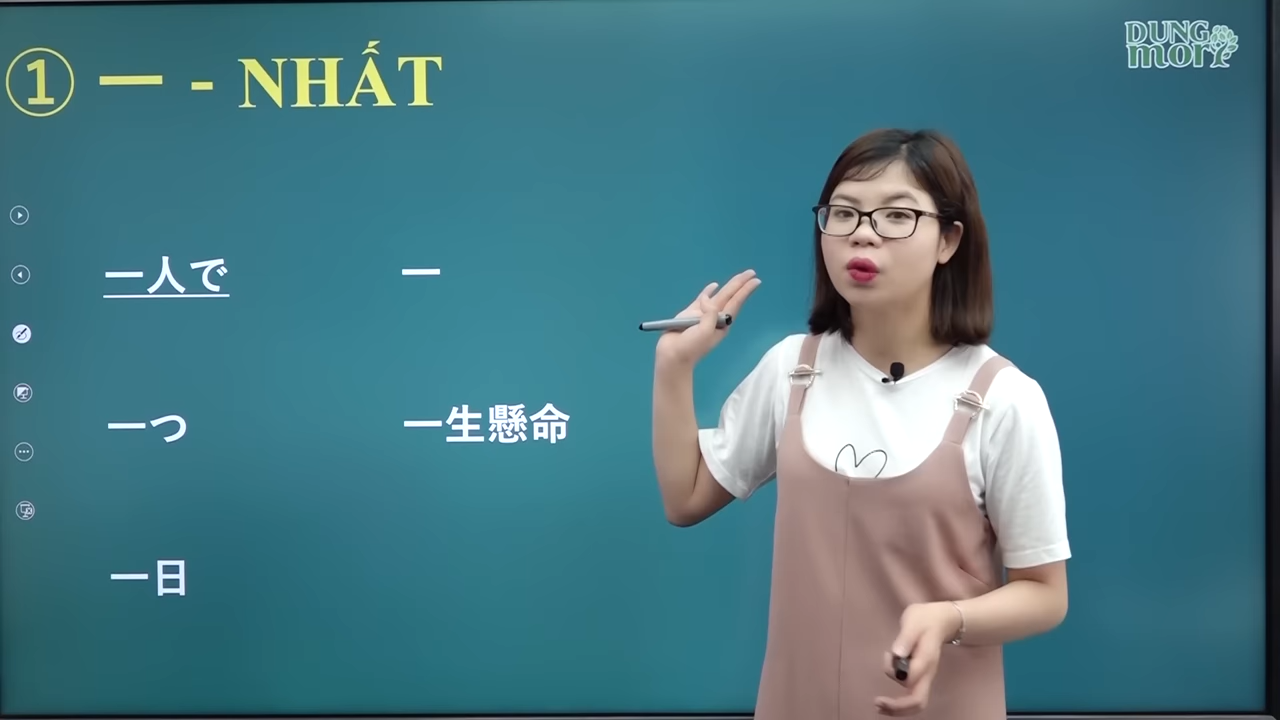 ① 一 - NHẤT
DUNG
mori
一人で
一
一つ
一生懸命
一日